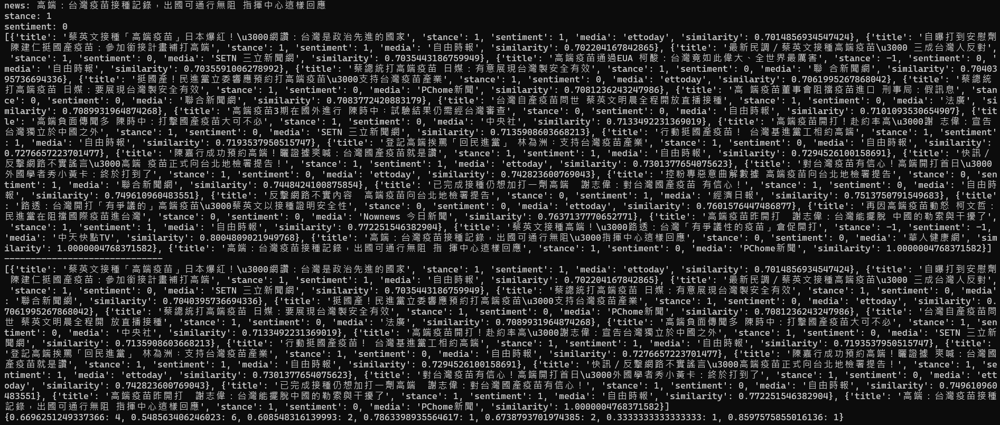 news: 高端：台灣疫苗接種記錄，出國可通行無阻 指揮中心這樣回應
stance: 1
sentiment: 0
[{'title': '蔡英文接種「高端疫苗」日本爆紅！\u3000網讚：台灣是政治先進的國家', 'stance': 1, 'sentiment': 1, 'media': 'ettoday', 'similarity': 0.7014856934547424}, {'title': '自曝打到安慰劑
 陳建仁挺國產疫苗：參加銜接計畫補打高端', 'stance': 1, 'sentiment': 1, 'media': '自由時報', 'similarity': 0.702204167842865}, {'title': '最新民調／蔡英文接種高端疫苗\u3000 三成台灣人反對',
 'stance': 1, 'sentiment': 0, 'media': 'SETN 三立新聞網', 'similarity': 0.7035443186759949}, {'title': '高端疫苗通過EUA 柯酸：台灣竟如此偉大、全世界最厲害', 'stance': -1, 'sentiment': 0, '
media': '自由時報', 'similarity': 0.7035591006278992}, {'title': '蔡總統打高端疫苗 日媒：有意展現台灣製安全有效', 'stance': 1, 'sentiment': 0, 'media': '聯 合新聞網', 'similarity': 0.70403
95736694336}, {'title': '挺國產！民進黨立委響應預約打高端疫苗\u3000支持台灣疫苗產業', 'stance': 1, 'sentiment': 0, 'media': 'ettoday', 'similarity': 0.7061995267868042}, {'title': '蔡總統
打高端疫苗 日媒：要展現台灣製安全有效', 'stance': 1, 'sentiment': 0, 'media': 'PChome新聞', 'similarity': 0.7081236243247986}, {'title': '高 端疫苗董事會阻擋疫苗進口 刑事局：假訊息', 'stan
ce': 0, 'sentiment': 0, 'media': '聯合新聞網', 'similarity': 0.7083772420883179}, {'title': '台灣自產疫苗問世 蔡英文明晨全程開放直播接種', 'stance': 1, 'sentiment': 0, 'media': '法廣', 'si
milarity': 0.7089931964874268}, {'title': '高端疫苗3期在國外進行 陳時中：試驗結果仍需經台灣審查', 'stance': 0, 'sentiment': 0, 'media': '自由時報', 'similarity': 0.7101093530654907}, {'tit
le': '高端負面傳聞多 陳時中：打擊國產疫苗大可不必', 'stance': 1, 'sentiment': 0, 'media': '中央社', 'similarity': 0.7133492231369019}, {'title': '高端疫苗開打！赴約率高\u3000謝 志偉：宣告
台灣獨立於中國之外', 'stance': 1, 'sentiment': 0, 'media': 'SETN 三立新聞網', 'similarity': 0.7135908603668213}, {'title': '行動挺國產疫苗！ 台灣基進黨工相約高端', 'stance': 1, 'sentiment'
: 1, 'media': '自由時報', 'similarity': 0.7193537950515747}, {'title': '登記高端挨罵「回民進黨」 林為洲：支持台灣疫苗產業', 'stance': 1, 'sentiment': 0, 'media': '自由時報', 'similarity':
0.7276657223701477}, {'title': '陳嘉行成功預約高端！曬證據爽喊：台灣國產疫苗就是讚', 'stance': 1, 'sentiment': 1, 'media': '自由時報', 'similarity': 0.7294526100158691}, {'title': '快訊／
反擊網路不實謠言\u3000高端 疫苗正式向台北地檢署提告！', 'stance': 1, 'sentiment': 1, 'media': 'ettoday', 'similarity': 0.7301377654075623}, {'title': '對台灣疫苗有信心！高端開打首日\u3000
外國學者秀小黃卡：終於打到了', 'stance': 1, 'sentiment': 0, 'media': 'ettoday', 'similarity': 0.742823600769043}, {'title': '控粉專惡意曲解數據 高端疫苗向台北地檢署提告', 'stance': 0, 'sen
timent': 1, 'media': '聯合新聞網', 'similarity': 0.7448424100875854}, {'title': '已完成接種仍想加打一劑高端　謝志偉：對台灣國產疫苗 有信心！', 'stance': 1, 'sentiment': 0, 'media': '自由時
報', 'similarity': 0.749610960483551}, {'title': '反擊網路不實內容　高端疫苗向台北地檢署提告', 'stance': 0, 'sentiment': 1, 'media': '經濟日報', 'similarity': 0.7513750791549683}, {'title'
: '路透：台灣開打「有爭議的」高端疫苗\u3000蔡英文以接種證明安全性', 'stance': 0, 'sentiment': 0, 'media': 'ettoday', 'similarity': 0.7601576447486877}, {'title': '再因高端疫苗動怒 柯文哲：
民進黨在阻擋國際疫苗進台灣', 'stance': 0, 'sentiment': 0, 'media': 'Nownews 今日新聞', 'similarity': 0.7637137770652771}, {'title': '高端疫苗昨開打　謝志偉：台灣能擺脫 中國的勒索與干擾了',
 'stance': 1, 'sentiment': 1, 'media': '自由時報', 'similarity': 0.772251546382904}, {'title': '蔡英文接種高端！\u3000路透：台灣「有爭議性的疫苗」倉促開打', 'stance': -1, 'sentiment': -1,
'media': '中天快點TV', 'similarity': 0.8004809021949768}, {'title': '高端：台灣疫苗接種記錄，出國可通行無阻\u3000指揮中心這樣回應', 'stance': 0, 'sentiment': 0, 'media': '華人健康網', 'sim
ilarity': 1.0000004768371582}, {'title': '高端：台灣疫苗接種記錄，出國可通行無阻 指 揮中心這樣回應', 'stance': 1, 'sentiment': 0, 'media': 'PChome新聞', 'similarity': 1.0000004768371582}]
------------------------------
[{'title': '蔡英文接種「高端疫苗」日本爆紅！\u3000網讚：台灣是政治先進的國家', 'stance': 1, 'sentiment': 1, 'media': 'ettoday', 'similarity': 0.7014856934547424}, {'title': '自曝打到安慰劑
 陳建仁挺國產疫苗：參加銜接計畫補打高端', 'stance': 1, 'sentiment': 1, 'media': '自由時報', 'similarity': 0.702204167842865}, {'title': '最新民調／蔡英文接種高端疫苗\u3000 三成台灣人反對',
 'stance': 1, 'sentiment': 0, 'media': 'SETN 三立新聞網', 'similarity': 0.7035443186759949}, {'title': '蔡總統打高端疫苗 日媒：有意展現台灣製安全有效', 'stance': 1, 'sentiment': 0, 'media'
: '聯合新聞網', 'similarity': 0.7040395736694336}, {'title': '挺國產！民進黨立委響應預約打高端疫苗\u3000支持台灣疫苗產業', 'stance': 1, 'sentiment': 0, 'media': 'ettoday', 'similarity': 0.
7061995267868042}, {'title': '蔡總統打高端疫苗 日媒：要展現台灣製安全有效', 'stance': 1, 'sentiment': 0, 'media': 'PChome新聞', 'similarity': 0.7081236243247986}, {'title': '台灣自產疫苗問
世 蔡英文明晨全程開 放直播接種', 'stance': 1, 'sentiment': 0, 'media': '法廣', 'similarity': 0.7089931964874268}, {'title': '高端負面傳聞多 陳時中：打擊國產疫苗大可不必', 'stance': 1, 'sen
timent': 0, 'media': '中央社', 'similarity': 0.7133492231369019}, {'title': '高端疫苗開打！赴約率高\u3000謝志偉：宣告台灣獨立於中國之外', 'stance': 1, 'sentiment': 0, 'media': 'SETN 三立新
聞網', 'similarity': 0.7135908603668213}, {'title': '行動挺國產疫苗！ 台灣基進黨工相約高端', 'stance': 1, 'sentiment': 1, 'media': '自由時報', 'similarity': 0.7193537950515747}, {'title':
'登記高端挨罵「回民進黨」 林為洲：支持台灣疫苗產業', 'stance': 1, 'sentiment': 0, 'media': '自由時報', 'similarity': 0.7276657223701477}, {'title': '陳嘉行成功預約高端！曬證據 爽喊：台灣國
產疫苗就是讚', 'stance': 1, 'sentiment': 1, 'media': '自由時報', 'similarity': 0.7294526100158691}, {'title': '快訊／反擊網路不實謠言\u3000高端疫苗正式向台北地檢署提告！', 'stance': 1, 'se
ntiment': 1, 'media': 'ettoday', 'similarity': 0.7301377654075623}, {'title': '對台灣疫苗有信心！高端開打首日\u3000外國學者秀小黃卡：終於打到了', 'stance': 1, 'sentiment': 0, 'media': 'ett
oday', 'similarity': 0.742823600769043}, {'title': '已完成接種仍想加打一劑高端　謝志偉：對台灣國產疫苗有信心！', 'stance': 1, 'sentiment': 0, 'media': '自由時報', 'similarity': 0.749610960
483551}, {'title': '高端疫苗昨開打　謝志偉：台灣能擺脫中國的勒索與干擾了', 'stance': 1, 'sentiment': 1, 'media': '自由時報', 'similarity': 0.772251546382904}, {'title': '高端：台灣疫苗接種
記錄，出國可通行無阻 指揮中心這樣回應', 'stance': 1, 'sentiment': 0, 'media': 'PChome新聞', 'similarity': 1.0000004768371582}]
{0.6696251249337366: 4, 0.548563406246023: 6, 0.608548316139993: 2, 0.7863398935564617: 1, 0.6738793701974385: 2, 0.3333333333333333: 1, 0.8597575855016136: 1}